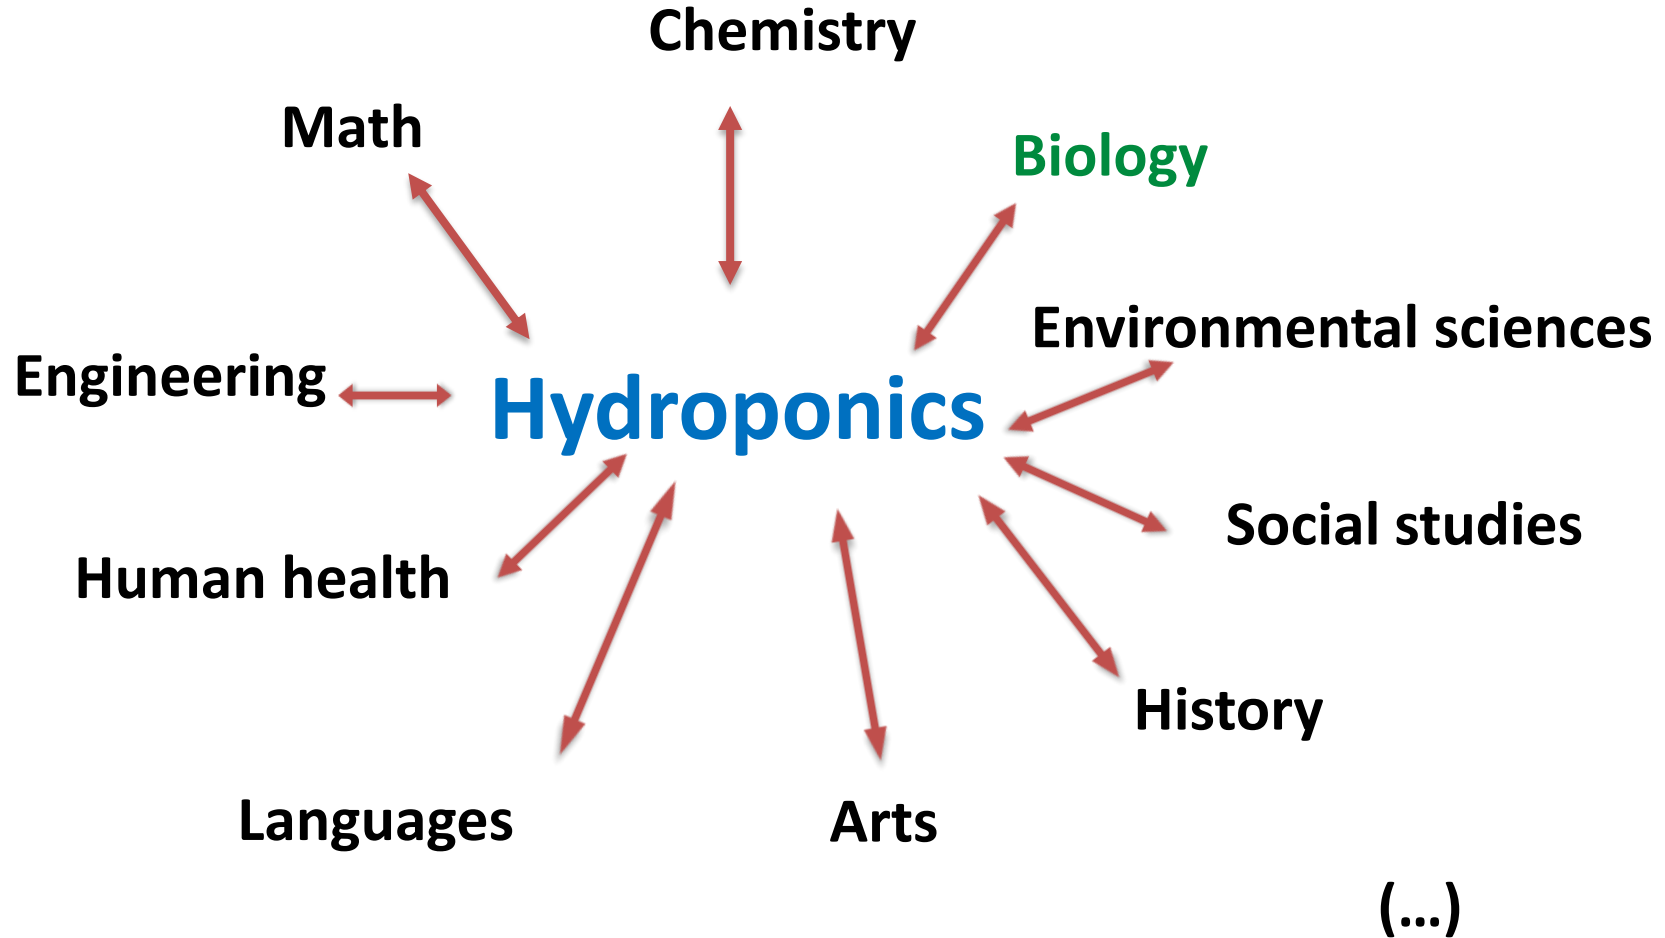 Chemistry
Math
Biology
Environmental sciences
Engineering
Hydroponics
Social studies
Human health
History
Languages
Arts
(...)